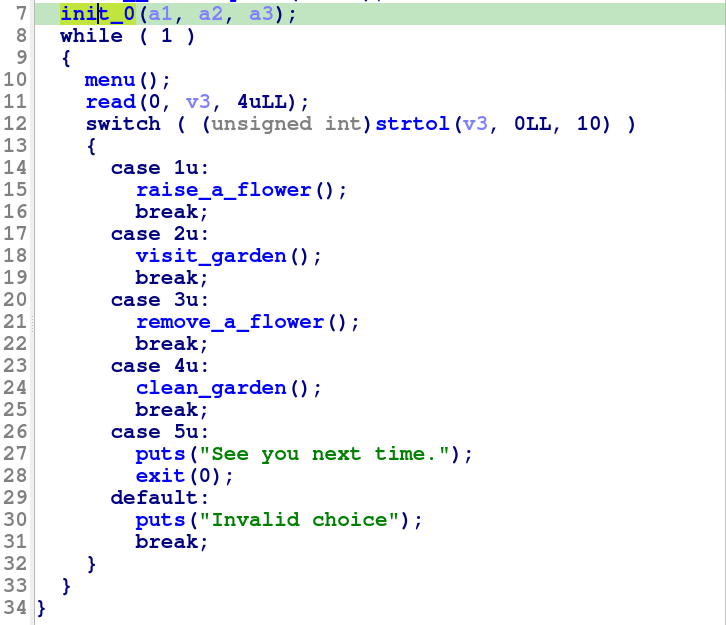 7 init_0(a1, a2, a3);
8 while ( 1 )
9 {
10 menu();
11 read(0, v3, 4uLL);
12 switch ( (unsigned int)strtol(v3, 0LL, 10) )
13 {
14 case 1u:
15 raise_a_flower();
16 break;
17 case 2u:
18 visit_garden();
19 break;
20 case 3u:
21 remove_a_flower();
22 break;
23 case 4u:
24 clean_garden();
25 break;
26 case 5u:
27 puts("See you next time.");
28 exit(0);
29 default:
30 puts("Invalid choice");
31 break;
32 }
33 }
34 }